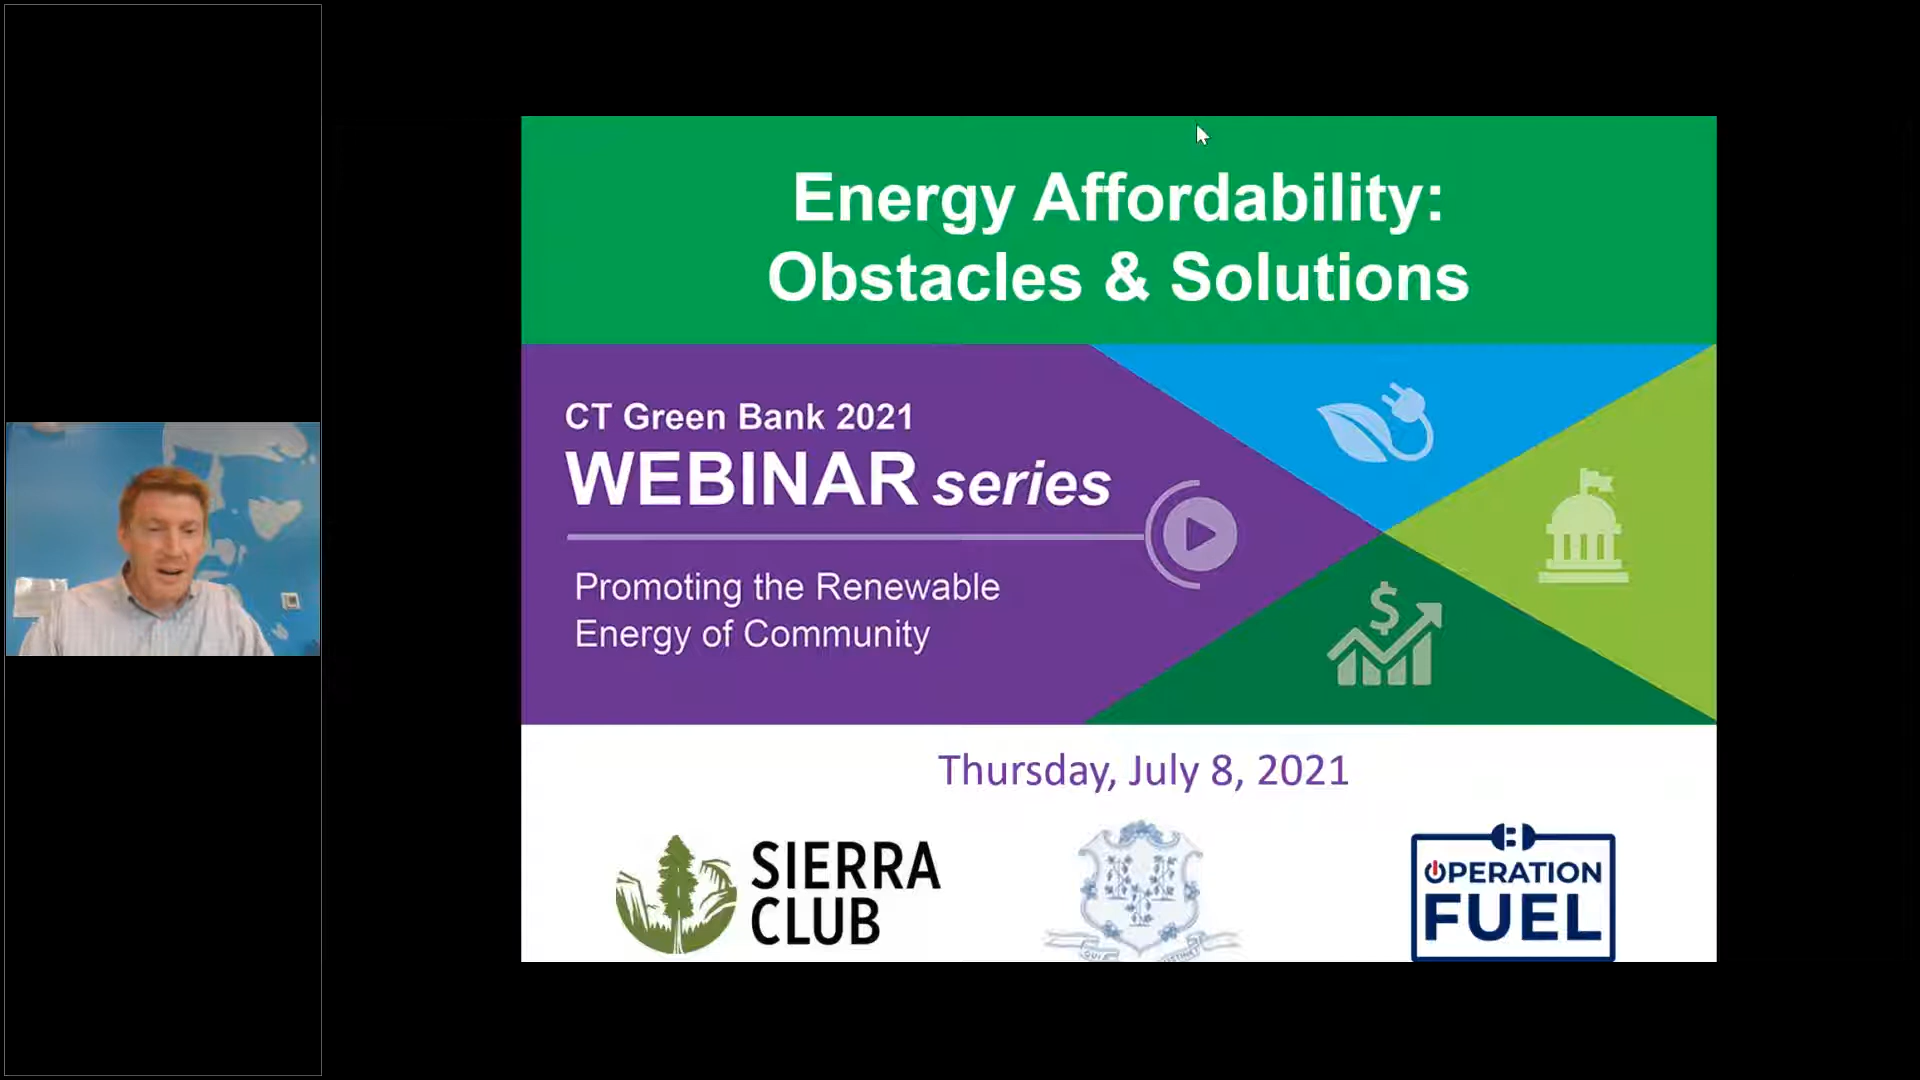 Energy Affordability:
Obstacles & Solutions
CT Green Bank 2021
WEBINAR series
Promoting the Renewable
Energy of Community
Thursday, July 8, 2021
SIERRA
CLUB
OPERATION
FUEL